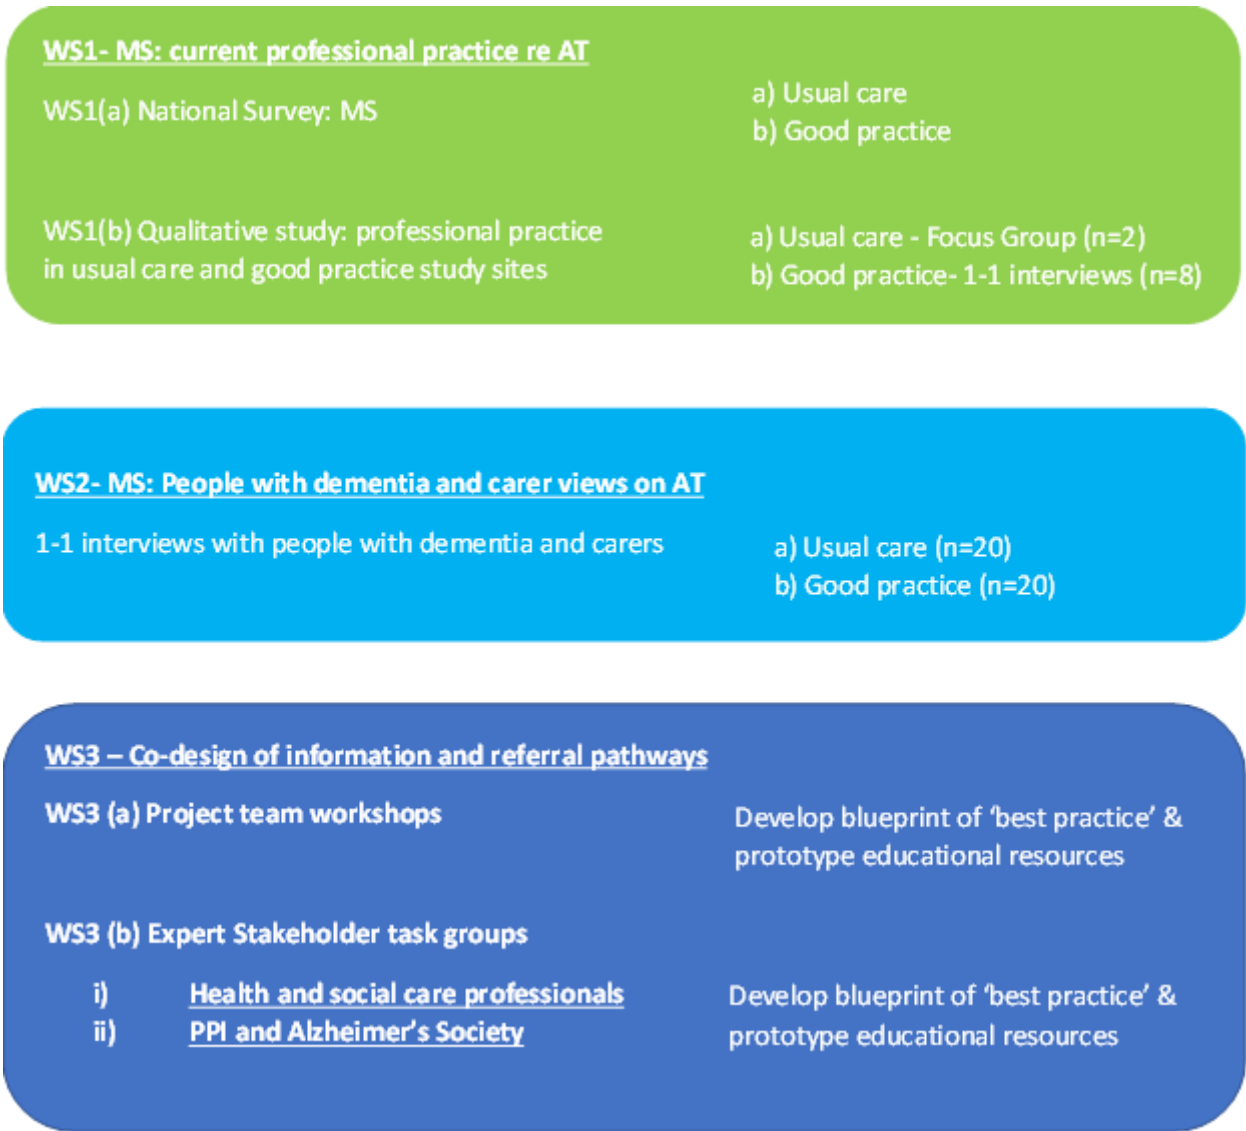 WS1- MS: current professional practice re AT
WS1(a) National Survey: MS
a) Usual care
b) Good practice
WS1(b) Qualitative study: professional practice
in usual care and good practice study sites
a) Usual care - Focus Group (n=2)
b) Good practice- 1-1 interviews (n=8)
WS2- MS: People with dementia and carer views on AT
1-1 interviews with people with dementia and carers
a) Usual care (n=20)
b) Good practice (n=20)
WS3 – Co-design of information and referral pathways
WS3 (a) Project team workshops
Develop blueprint of ‘best practice’ &
prototype educational resources
WS3 (b) Expert Stakeholder task groups
i) Health and social care professionals
ii) PPI and Alzheimer’s Society
Develop blueprint of ‘best practice’ &
prototype educational resources